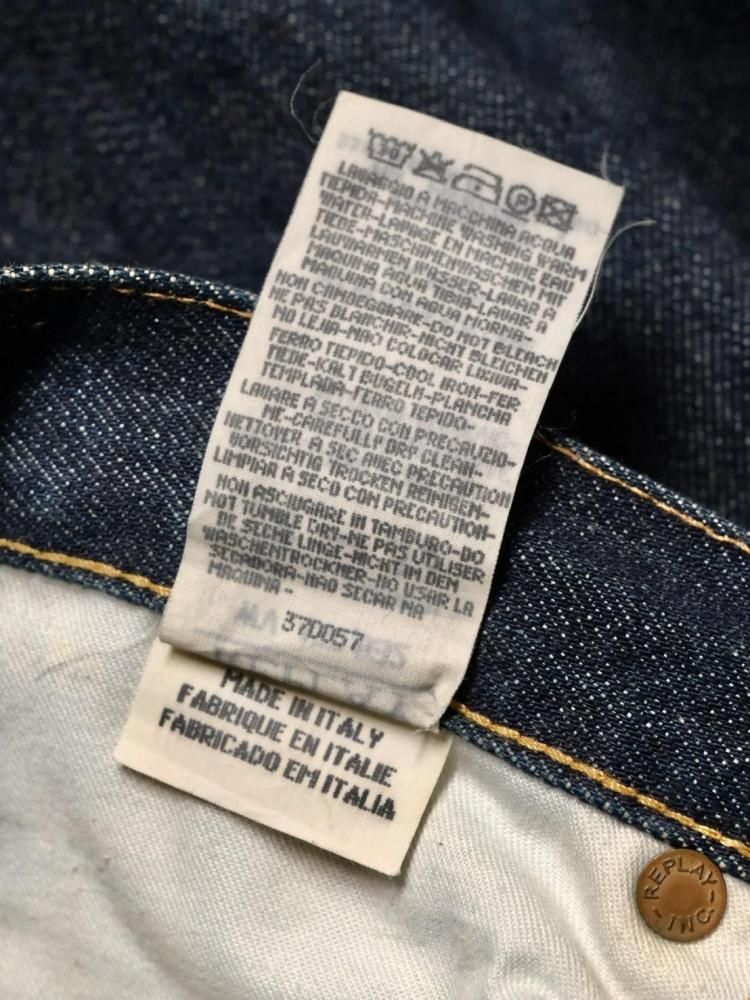 LAVAGGIO A MACCHINA ACQUA
TIEPIDA-MACHINE WASHING WARM
WATER-LAVAGE EN MACHINE EAU
TIEDE-MASCHINENWASCHEN MIT
LAUWARMEN WASSER-LAVAR A
MAQUINA AGUA TIBIA-LAVAR A
MAQUINA COM AGUA MORNA-
NON CANDEGGIARE-DO NOT BLEACH
NE PAS BLANCHIR-NICHT BLEICHEN
NO LEJIA-NAO COLOCAR LIXIVIA-
FERRO TIEPIDO-COOL IRON-FER
TIEDE-KALT BUGELN-PLANCHA
TEMPLADA-FERRO TEPIDO-
LAVARE A SECCO CON PRECAUZIO-
NE-CAREFULLY DRY CLEAN-
NETTOYER A SEC AVEC PRECAUTION
VORSICHTIG TROCKEN REINIGEN-
LIMPIAR A SECO CON PRECAUTION-
NON ASCIUGARE IN TAMBURO-DO
NOT TUMBLE DRY-NE PAS UTILISER
DE SECHE LINGE-NICHT IN DEN
WASCHENTROCKNER-NO USAR LA
SECADORA-NAO SECAR NA
MAQUINA-
37D057
MADE IN ITALY
FABRIQUE EN ITALIE
FABRICADO EM ITALIA
REPLAY
- INC. -